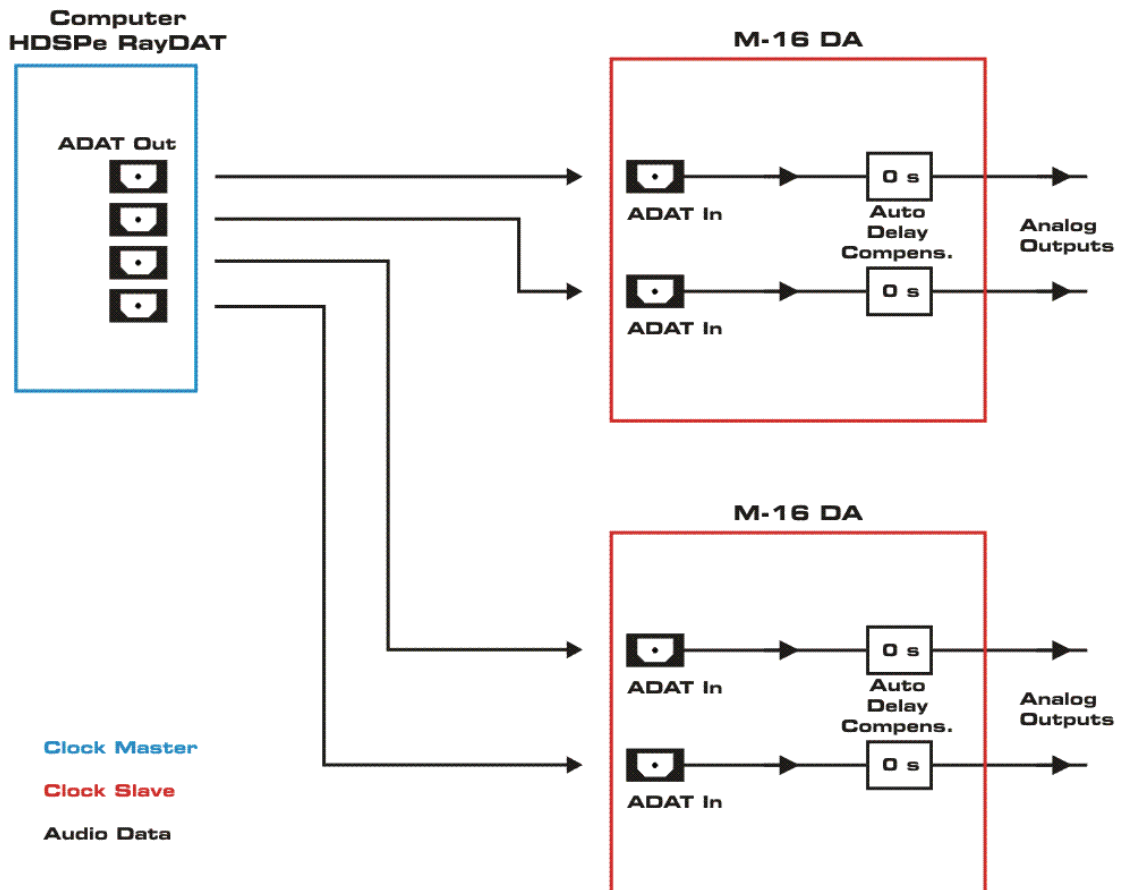 Computer
HDSPe RayDAT
ADAT Out
M-16 DA
ADAT In
0 s
Auto
Delay
Compens.
Analog
Outputs
ADAT In
0 s
M-16 DA
ADAT In
0 s
Auto
Delay
Compens.
Analog
Outputs
ADAT In
0 s
Clock Master
Clock Slave
Audio Data